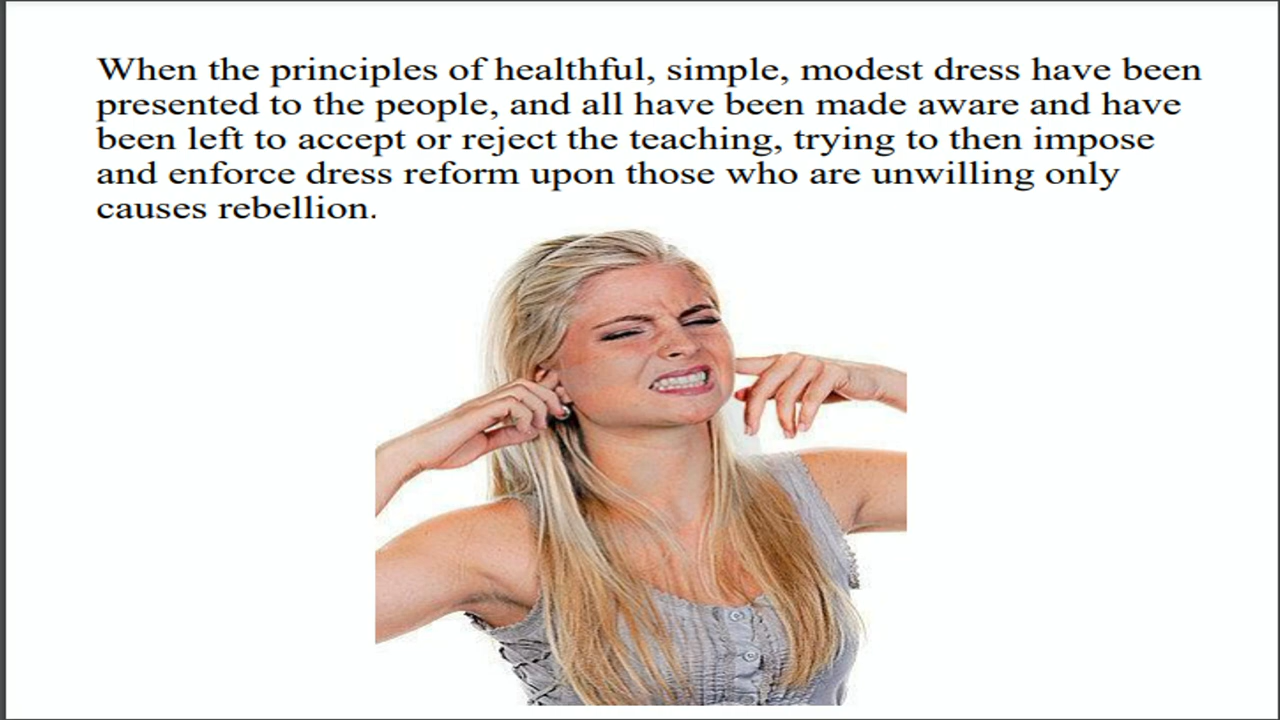 When the principles of healthful, simple, modest dress have been
presented to the people, and all have been made aware and have
been left to accept or reject the teaching, trying to then impose
and enforce dress reform upon those who are unwilling only
causes rebellion.